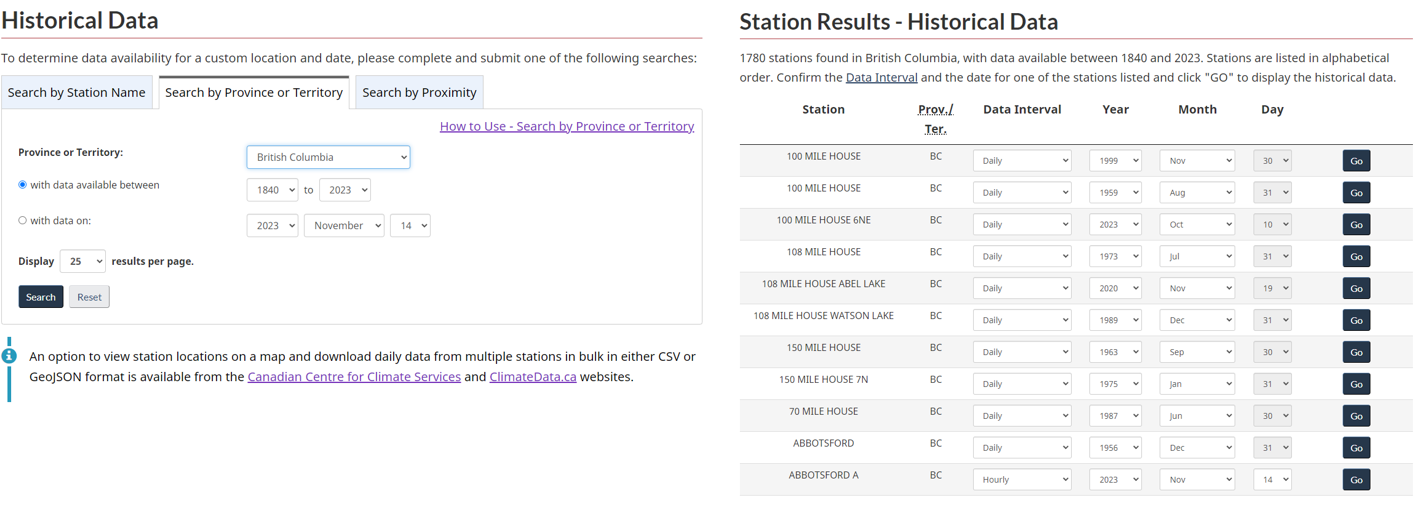 Historical Data
To determine data availability for a custom location and date, please complete and submit one of the following searches:
Search by Station Name
Search by Province or Territory
Search by Proximity
How to Use - Search by Province or Territory
Province or Territory: British Columbia
with data available between 1840 to 2023
with data on: 2023 November 14
Display 25 results per page.
Search Reset
An option to view station locations on a map and download daily data from multiple stations in bulk in either CSV or
GeoJSON format is available from the Canadian Centre for Climate Services and ClimateData.ca websites.
Station Results - Historical Data
1780 stations found in British Columbia, with data available between 1840 and 2023. Stations are listed in alphabetical
order. Confirm the Data Interval and the date for one of the stations listed and click "GO" to display the historical data.
Station Prov./ Data Interval Year Month Day
Ter.
100 MILE HOUSE BC Daily 1999 Nov 30 Go
100 MILE HOUSE BC Daily 1959 Aug 31 Go
100 MILE HOUSE 6NE BC Daily 2023 Oct 10 Go
108 MILE HOUSE BC Daily 1973 Jul 31 Go
108 MILE HOUSE ABEL LAKE BC Daily 2020 Nov 19 Go
108 MILE HOUSE WATSON LAKE BC Daily 1989 Dec 31 Go
150 MILE HOUSE BC Daily 1963 Sep 30 Go
150 MILE HOUSE 7N BC Daily 1975 Jan 31 Go
70 MILE HOUSE BC Daily 1987 Jun 30 Go
ABBOTSFORD BC Daily 1956 Dec 31 Go
ABBOTSFORD A BC Hourly 2023 Nov 14 Go